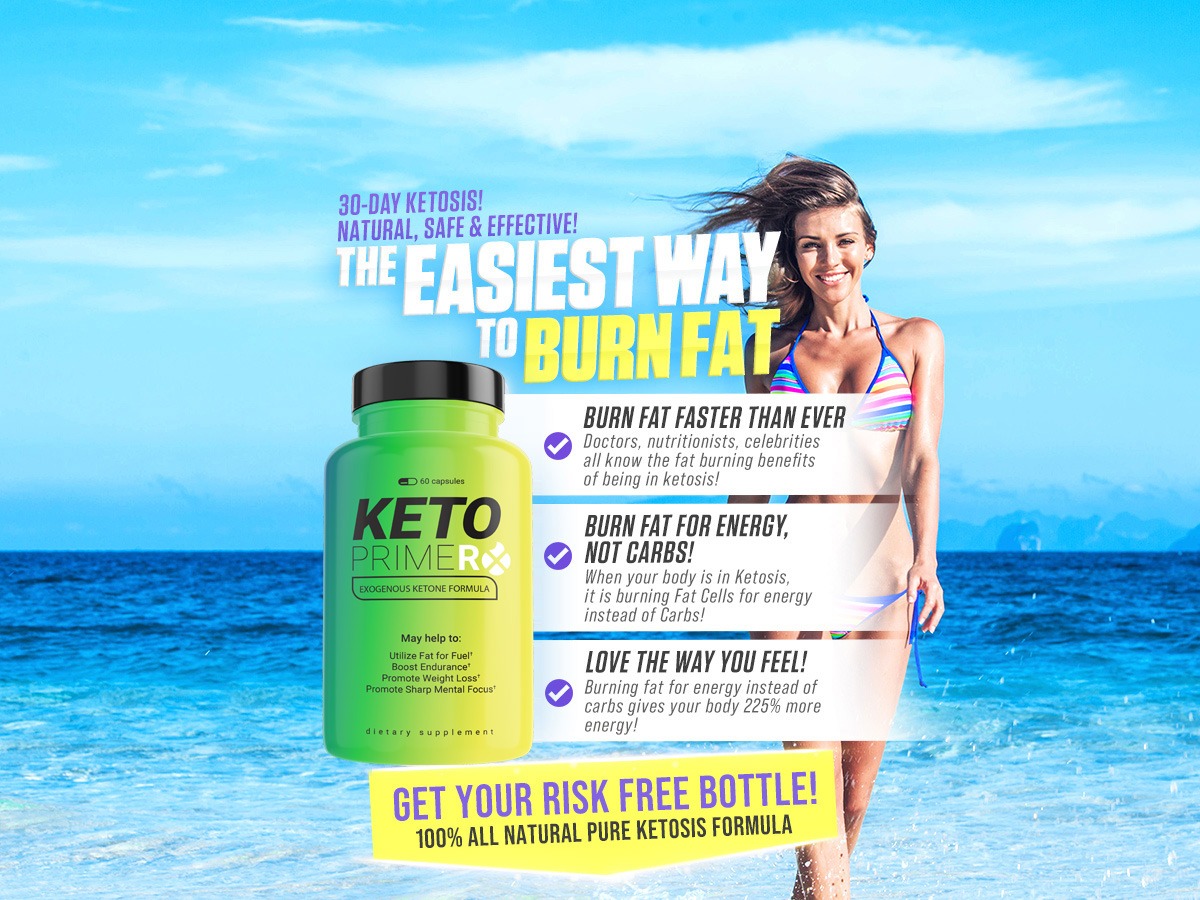 30-DAY KETOSIS!
NATURAL, SAFE & EFFECTIVE!
THE EASIEST WAY
TO BURN FAT
60 capsules
KETO
PRIMERX
EXOGENOUS KETONE FORMULA
May help to:
Utilize Fat for Fuel†
Boost Endurance†
Promote Weight Loss†
Promote Sharp Mental Focus†
dietary supplement
BURN FAT FASTER THAN EVER
Doctors, nutritionists, celebrities
all know the fat burning benefits
of being in ketosis!
BURN FAT FOR ENERGY,
NOT CARBS!
When your body is in Ketosis,
it is burning Fat Cells for energy
instead of Carbs!
LOVE THE WAY YOU FEEL!
Burning fat for energy instead of
carbs gives your body 225% more
energy!
GET YOUR RISK FREE BOTTLE!
100% ALL NATURAL PURE KETOSIS FORMULA